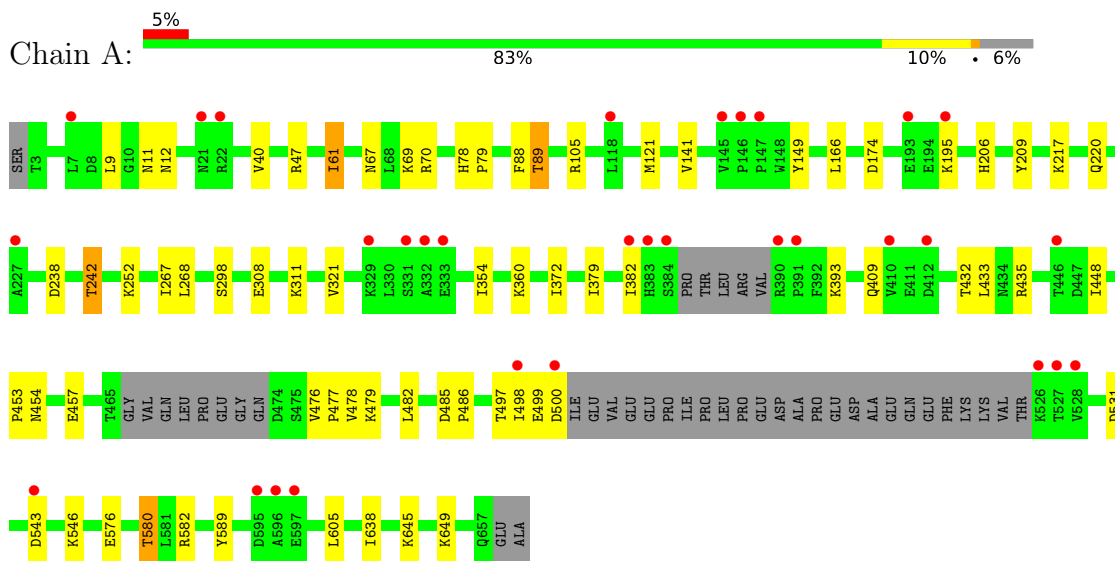 5%
Chain A:
83% 10% • 6%
SER T3 L7 D8 L9 G10 N11 N12 N21 R22 V40 R47 I61 N67 L68 K69 R70 H78 P79 F88 T89 R105 L118 M121 V141 V145 P146 P147 W148 Y149 L166 D174 E193 E194 K195 H206 Y209 K217 Q220
A227 D238 T242 K252 I267 L268 S298 E308 K311 V321 K329 L330 S331 A332 E333 I354 K360 I372 I379 I382 H383 S384 PRO THR LEU ARG VAL R390 P391 F392 K393 Q409 V410 E411 D412 T432 L433 N434 R435 T446 D447 I448
P453 N454 E457 T465 GLY VAL GLN LEU PRO GLU GLY GLN D474 S475 V476 P477 V478 K479 L482 D485 P486 T497 I498 E499 D500 ILE GLU VAL GLU GLU PRO ILE PRO LEU PRO GLU ASP ALA PRO GLU ASP ALA GLU GLN GLU PHE LYS LYS VAL THR K526 T527 V528 D531
D543 K546 E576 T580 L581 R582 Y589 D595 A596 E597 L605 I638 K645 K649 Q657 GLU ALA